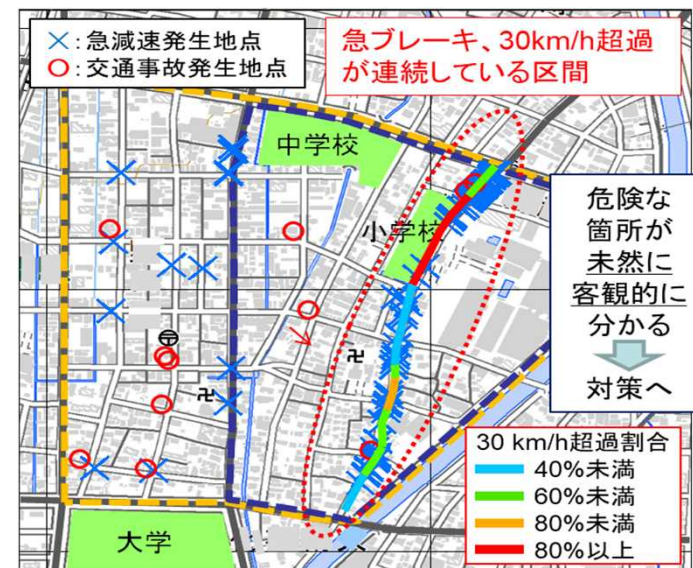 ×:急減速発生地点
○:交通事故発生地点
急ブレーキ、30km/h超過
が連続している区間
中学校
小学校
危険な
箇所が
未然に
客観的に
分かる
対策へ
30 km/h超過割合
40%未満
60%未満
80%未満
80%以上
大学